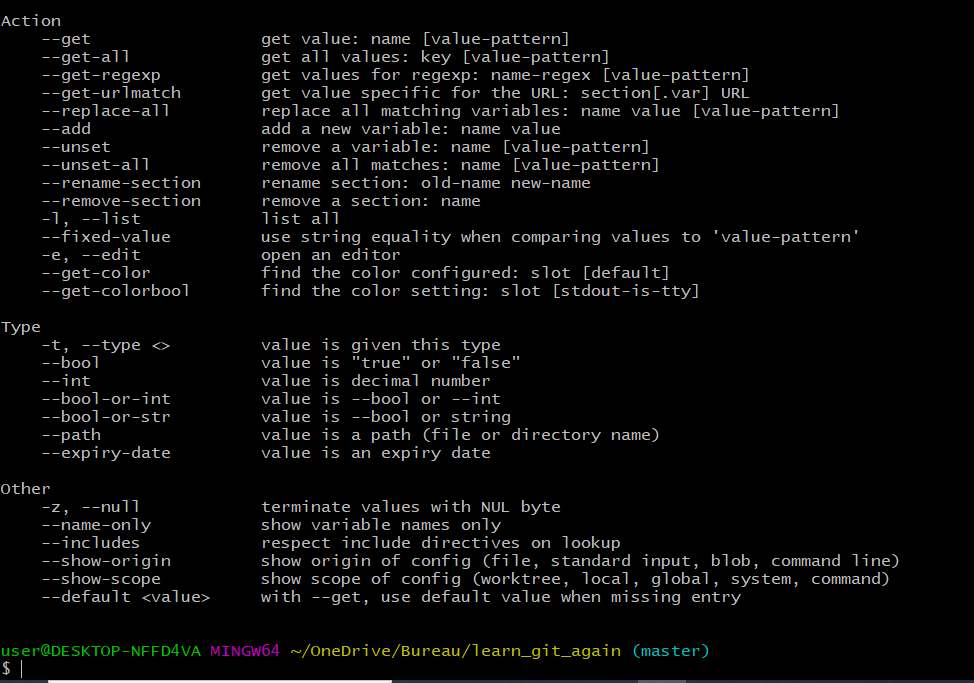 Action
    --get                 get value: name [value-pattern]
    --get-all             get all values: key [value-pattern]
    --get-regexp          get values for regexp: name-regex [value-pattern]
    --get-urlmatch        get value specific for the URL: section[.var] URL
    --replace-all         replace all matching variables: name value [value-pattern]
    --add                 add a new variable: name value
    --unset               remove a variable: name [value-pattern]
    --unset-all           remove all matches: name [value-pattern]
    --rename-section      rename section: old-name new-name
    --remove-section      remove a section: name
    -l, --list            list all
    --fixed-value         use string equality when comparing values to 'value-pattern'
    -e, --edit            open an editor
    --get-color           find the color configured: slot [default]
    --get-colorbool       find the color setting: slot [stdout-is-tty]

Type
    -t, --type <>         value is given this type
    --bool                value is "true" or "false"
    --int                 value is decimal number
    --bool-or-int         value is --bool or --int
    --bool-or-str         value is --bool or string
    --path                value is a path (file or directory name)
    --expiry-date         value is an expiry date

Other
    -z, --null            terminate values with NUL byte
    --name-only           show variable names only
    --includes            respect include directives on lookup
    --show-origin         show origin of config (file, standard input, blob, command line)
    --show-scope          show scope of config (worktree, local, global, system, command)
    --default <value>     with --get, use default value when missing entry

user@DESKTOP-NFFD4VA MINGW64 ~/OneDrive/Bureau/learn_git_again (master)
$